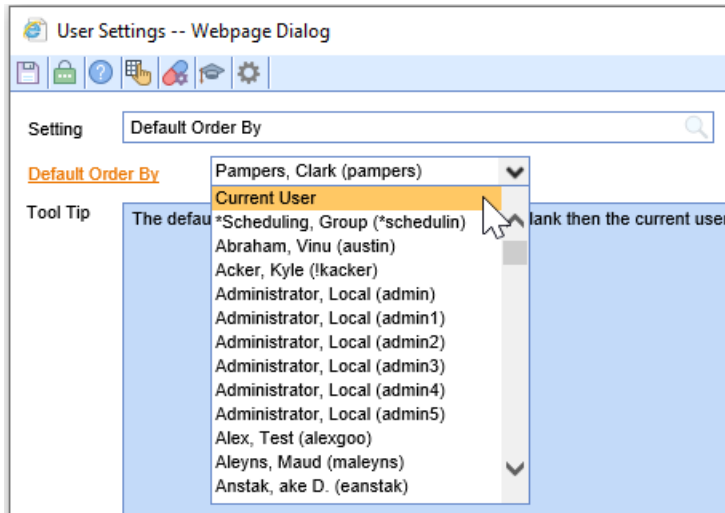 User Settings -- Webpage Dialog
Setting
Default Order By
Default Order By
Pampers, Clark (pampers)
Current User
Tool Tip
The defau
lank then the current user
*Scheduling, Group (*schedulin)
Abraham, Vinu (austin)
Acker, Kyle (!kacker)
Administrator, Local (admin)
Administrator, Local (admin1)
Administrator, Local (admin2)
Administrator, Local (admin3)
Administrator, Local (admin4)
Administrator, Local (admin5)
Alex, Test (alexgoo)
Aleyns, Maud (maleyns)
Anstak, ake D. (eanstak)